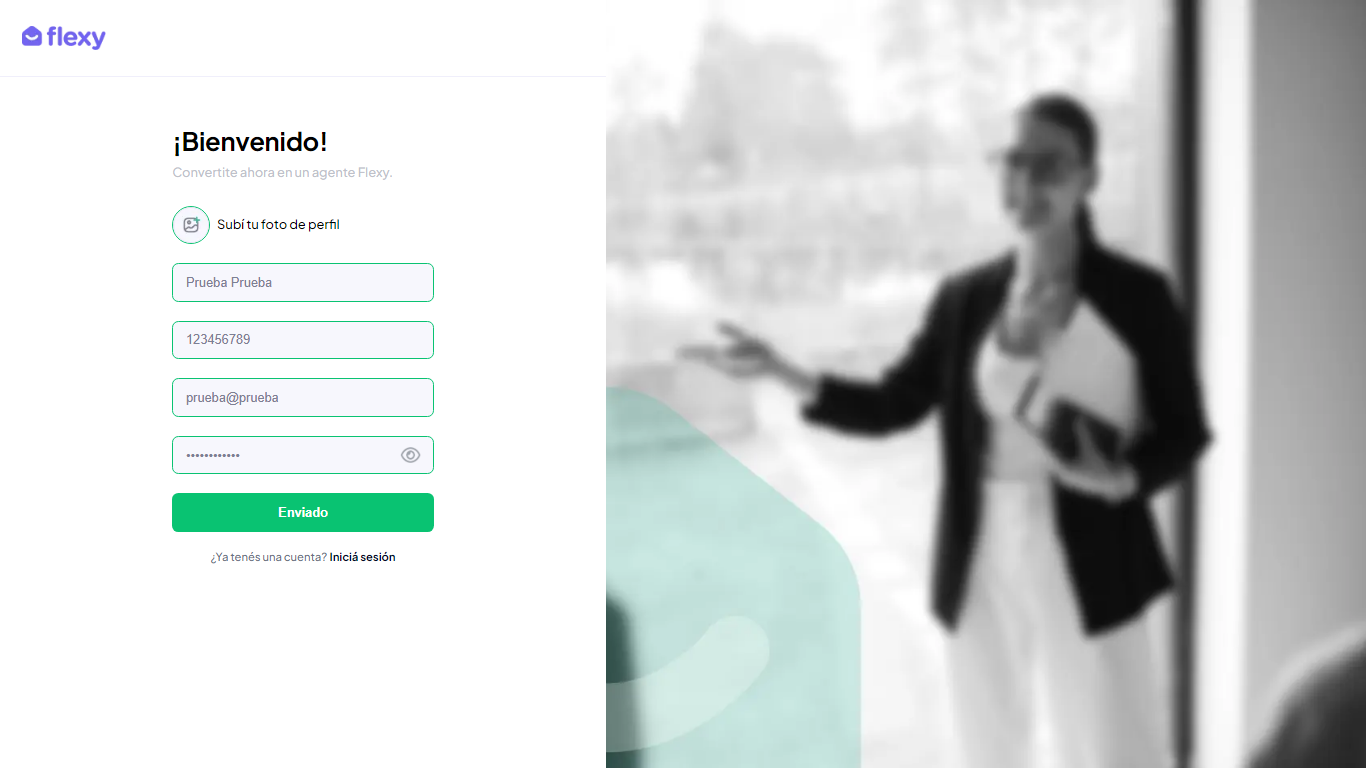 flexy
¡Bienvenido!
Convertite ahora en un agente Flexy.
Subí tu foto de perfil
Prueba Prueba
123456789
prueba@prueba
••••••••••••
Enviado
¿Ya tenés una cuenta? Iniciá sesión